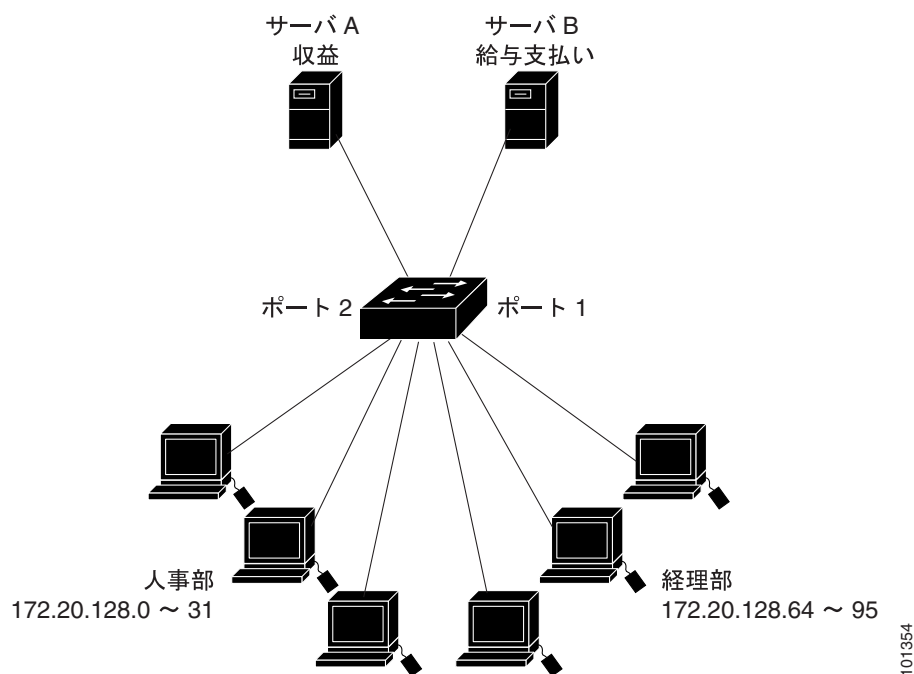 サーバ A
収益
サーバ B
給与支払い
ポート 2
ポート 1
人事部
172.20.128.0 ～ 31
経理部
172.20.128.64 ～ 95
101354